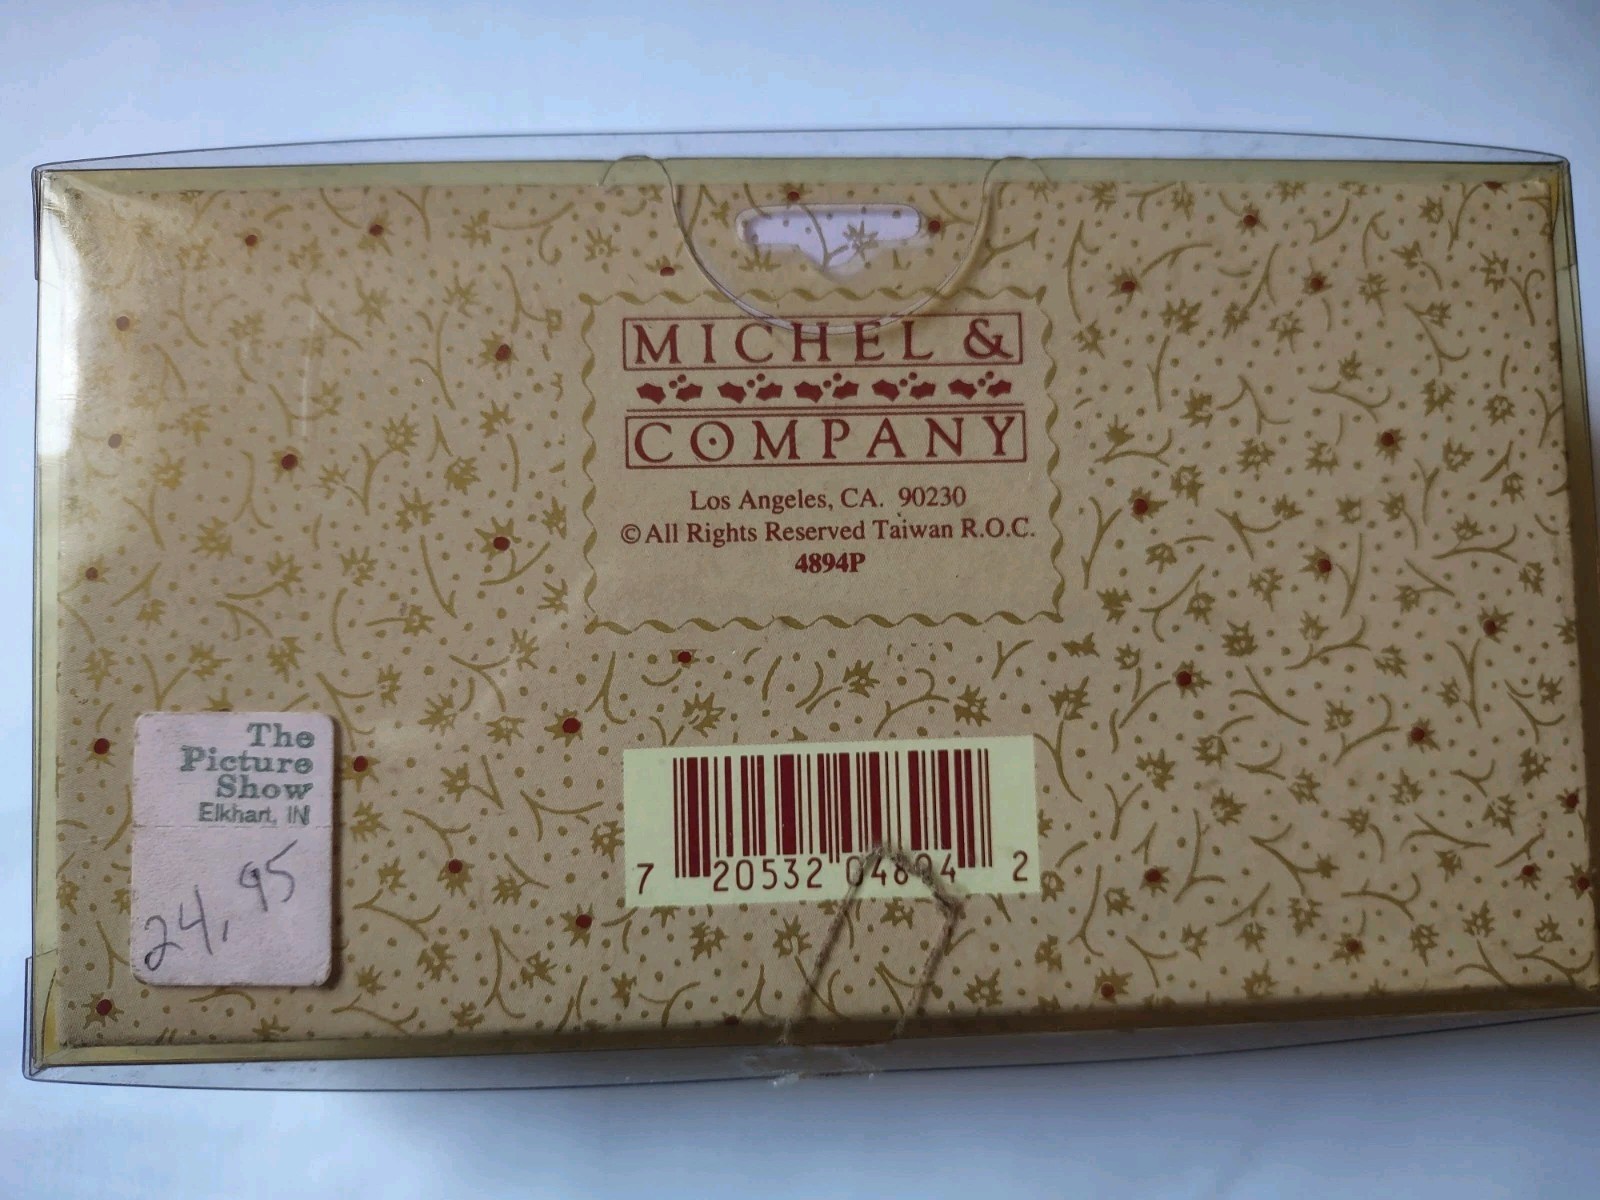 MICHEL &
COMPANY
Los Angeles, CA. 90230
© All Rights Reserved Taiwan R.O.C.
4894P
The
Picture
Show
Elkhart, IN
24.95
7 20532 04894 2